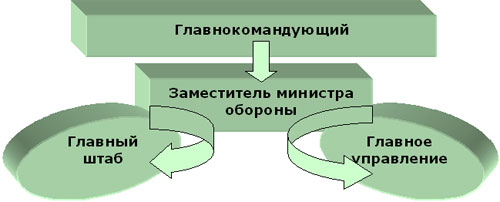 Главнокомандующий
Заместитель министра
обороны
Главный
штаб
Главное
управление